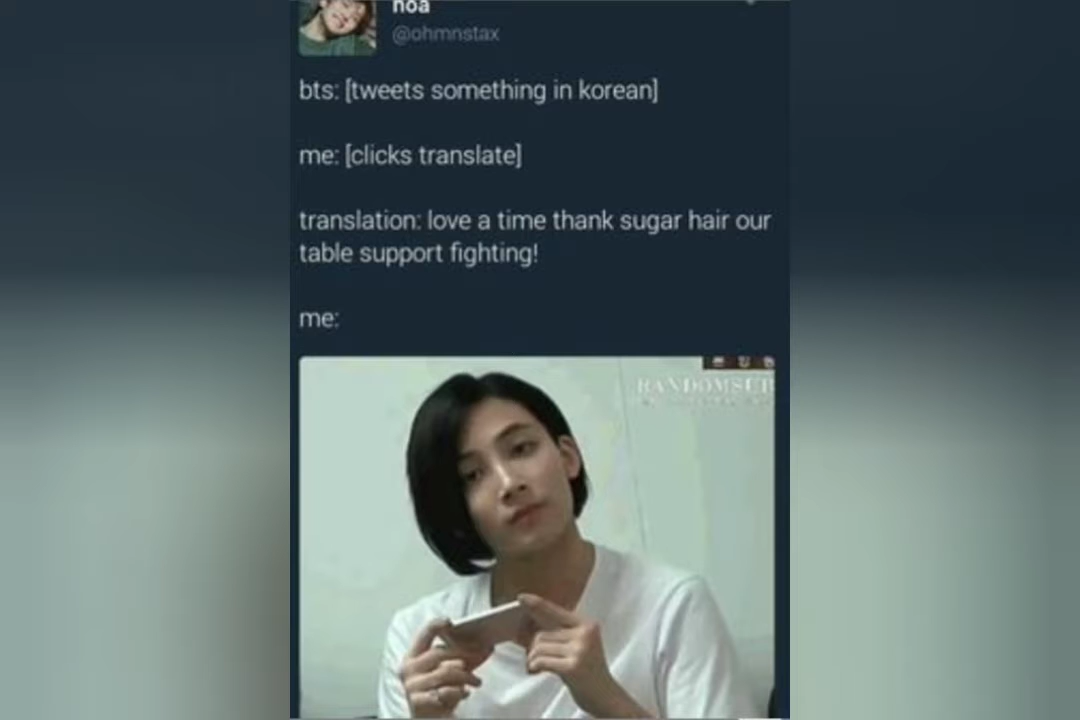 noa
@ohmnstax
bts: [tweets something in korean]
me: [clicks translate]
translation: love a time thank sugar hair our
table support fighting!
me: